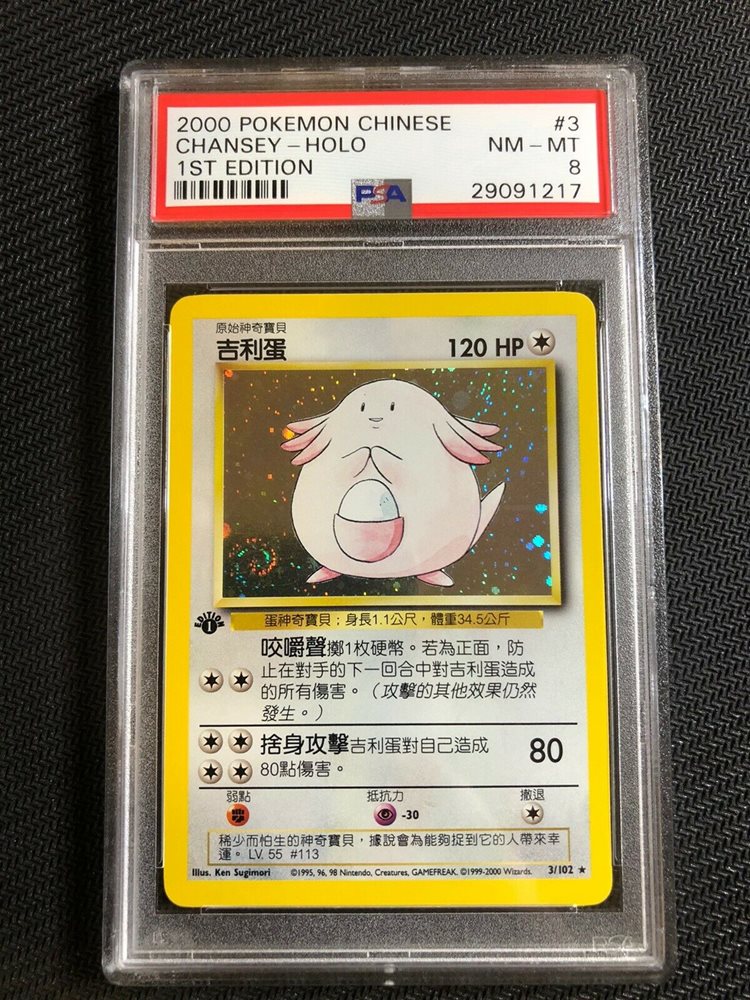 2000 POKEMON CHINESE #3
CHANSEY - HOLO NM - MT
1ST EDITION 8
PSA 29091217
原始神奇寶貝
吉利蛋 120 HP
EDITION 1
蛋神奇寶貝；身長1.1公尺，體重34.5公斤
咬嚼聲擲1枚硬幣。若為正面，防
止在對手的下一回合中對吉利蛋造成
的所有傷害。（攻擊的其他效果仍然
發生。）
捨身攻擊吉利蛋對自己造成 80
80點傷害。
弱點 抵抗力 撤退
-30
稀少而怕生的神奇寶貝，據說會為能夠捉到它的人帶來幸
運。LV. 55 #113
Illus. Ken Sugimori ©1995, 96, 98 Nintendo, Creatures, GAMEFREAK. ©1999-2000 Wizards. 3/102 ★